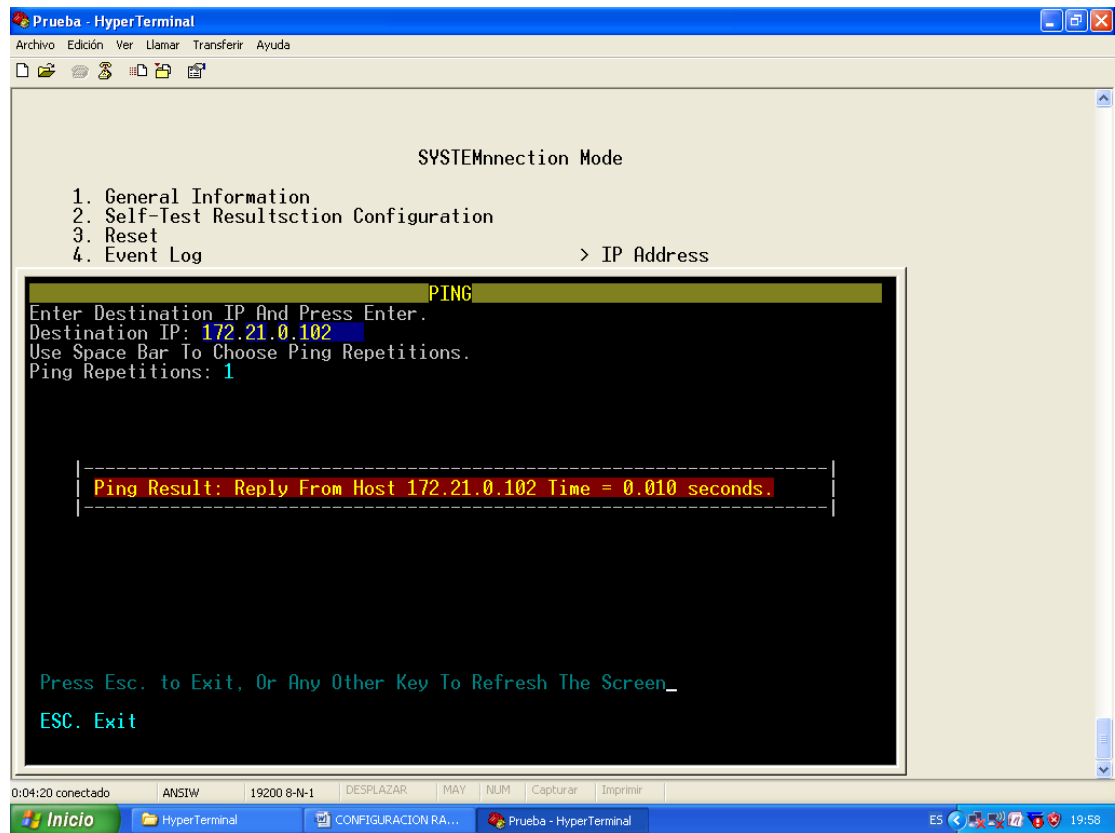 Prueba - HyperTerminal
Archivo Edición Ver Llamar Transferir Ayuda
SYSTEMnnection Mode
1. General Information
2. Self-Test Resultsction Configuration
3. Reset
4. Event Log > IP Address
PING
Enter Destination IP And Press Enter.
Destination IP: 172.21.0.102
Use Space Bar To Choose Ping Repetitions.
Ping Repetitions: 1
Ping Result: Reply From Host 172.21.0.102 Time = 0.010 seconds.
Press Esc. to Exit, Or Any Other Key To Refresh The Screen_
ESC. Exit
0:04:20 conectado ANSIW 19200 8-N-1 DESPLAZAR MAY NUM Capturar Imprimir
Inicio HyperTerminal CONFIGURACION RA... Prueba - HyperTerminal ES 19:58